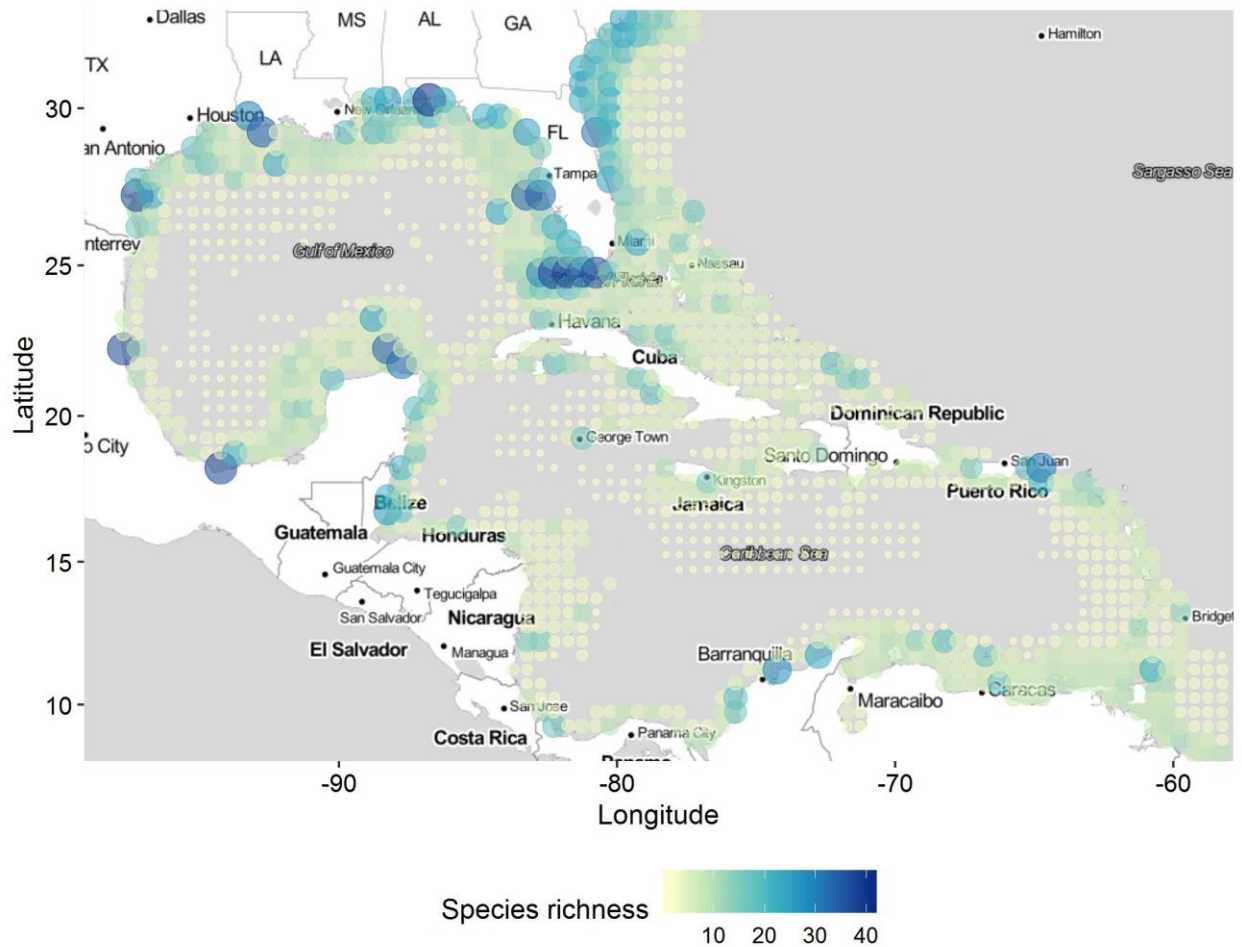 Dallas
MS
AL
GA
Hamilton
TX
LA
30
Houston
New Orleans
an Antonio
FL
Tampa
Sargasso Sea
nterrey
Gulf of Mexico
Miami
25
Nassau
of Florida
Havana
Cuba
Latitude
20
Dominican Republic
o City
George Town
Santo Domingo
San Juan
Kingston
Belize
Puerto Rico
Jamaica
Guatemala
Honduras
15
Caribbean Sea
Guatemala City
Tegucigalpa
San Salvador
Nicaragua
Bridget
El Salvador
Managua
Barranquilla
10
San Jose
Maracaibo
Caracas
Costa Rica
Panama City
Panama
-90
-80
-70
-60
Longitude
Species richness
10 20 30 40